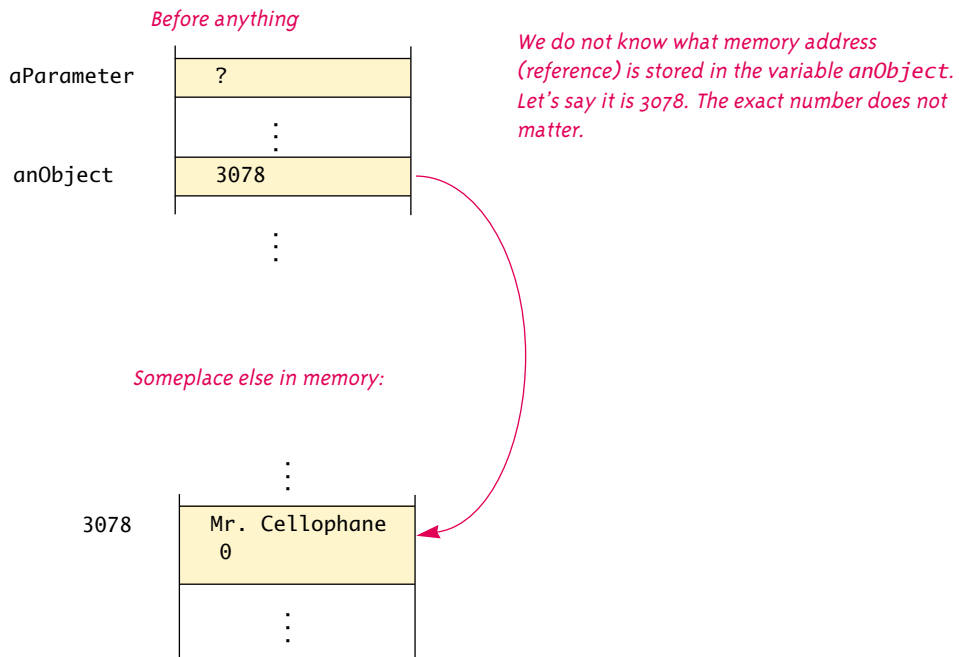 Before anything
We do not know what memory address
(reference) is stored in the variable anObject.
Let's say it is 3078. The exact number does not
matter.
aParameter ?
anObject 3078
Someplace else in memory:
3078 Mr. Cellophane
0